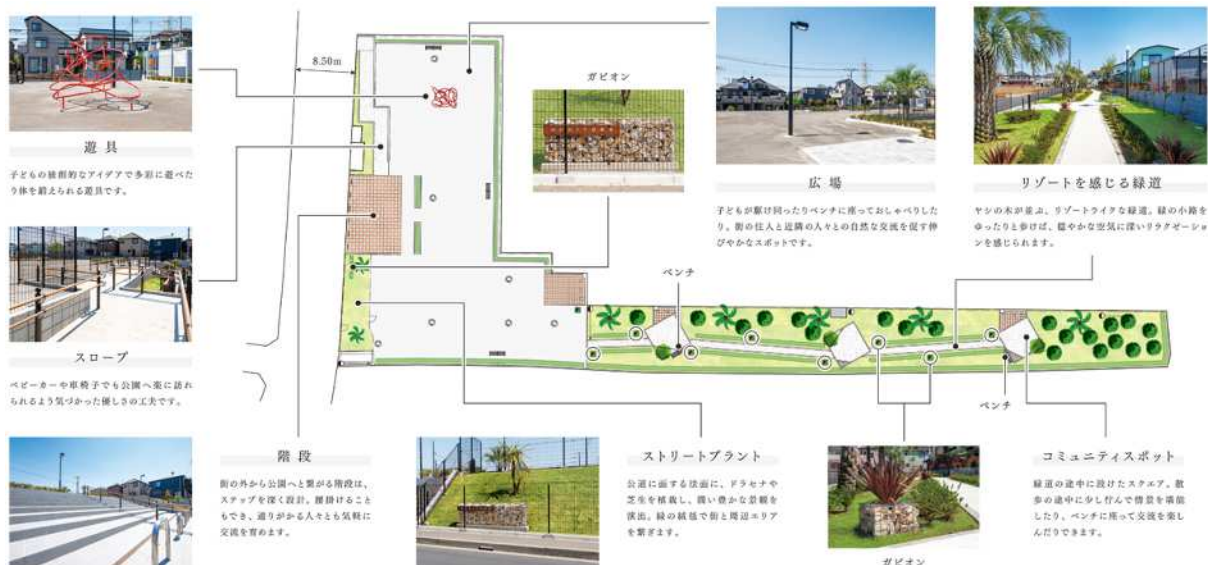 8.50m
ガビオン
遊具
子どもの独創的なアイデアで多彩に遊べた
り体を鍛えられる遊具です。
広場
子どもが駆け回ったりベンチに座っておしゃべりした
り。街の住人と近隣の人々との自然な交流を促す伸
びやかなスポットです。
リゾートを感じる緑道
ヤシの木が並ぶ、リゾートライクな緑道。緑の小路を
ゆったりと歩けば、穏やかな空気に深いリラクゼーショ
ンを感じられます。
ベンチ
スロープ
ベビーカーや車椅子でも公園へ楽に訪れ
られるよう気づかった優しさの工夫です。
ベンチ
階段
街の外から公園へと繋がる階段は、
ステップを深く設計。腰掛けること
もでき、通りがかる人々とも気軽に
交流を育めます。
ストリートプラント
公道に面する法面に、ドラセナや
芝生を植栽し、潤い豊かな景観を
演出。緑の絨毯で街と周辺エリア
を繋ぎます。
コミュニティスポット
緑道の途中に設けたスクエア。散
歩の途中に少し佇んで情景を堪能
したり、ベンチに座って交流を楽し
んだりできます。
ガビオン